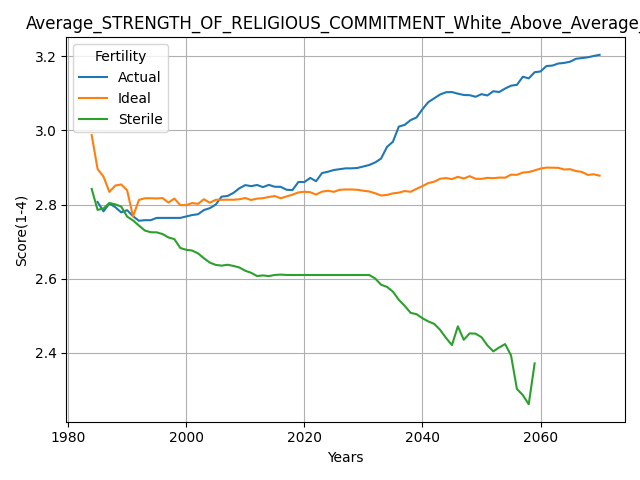 Average_STRENGTH_OF_RELIGIOUS_COMMITMENT_White_Above_Average_
Fertility
Actual
Ideal
Sterile
3.2
3.0
2.8
2.6
2.4
Score(1-4)
1980
2000
2020
2040
2060
Years